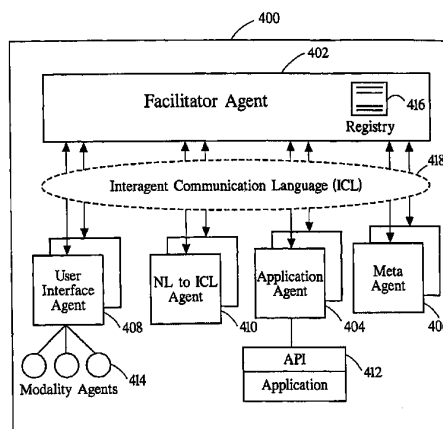 400
402
Facilitator Agent
416
Registry
418
Interagent Communication Language (ICL)
User
Interface
Agent
NL to ICL
Agent
Application
Agent
Meta
Agent
408
410
404
414
Modality Agents
API
Application
412